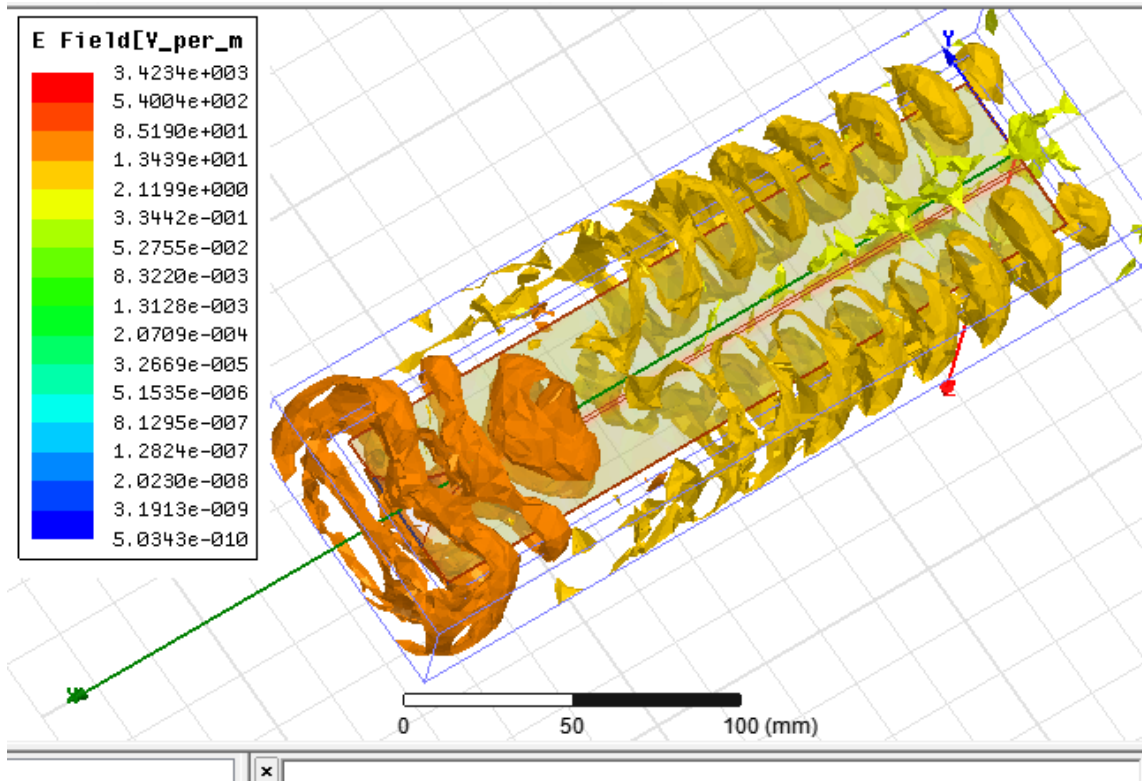 E Field[V_per_m
3.4234e+003
5.4004e+002
8.5190e+001
1.3439e+001
2.1199e+000
3.3442e-001
5.2755e-002
8.3220e-003
1.3128e-003
2.0709e-004
3.2669e-005
5.1535e-006
8.1295e-007
1.2824e-007
2.0230e-008
3.1913e-009
5.0343e-010
Y
0 50 100 (mm)